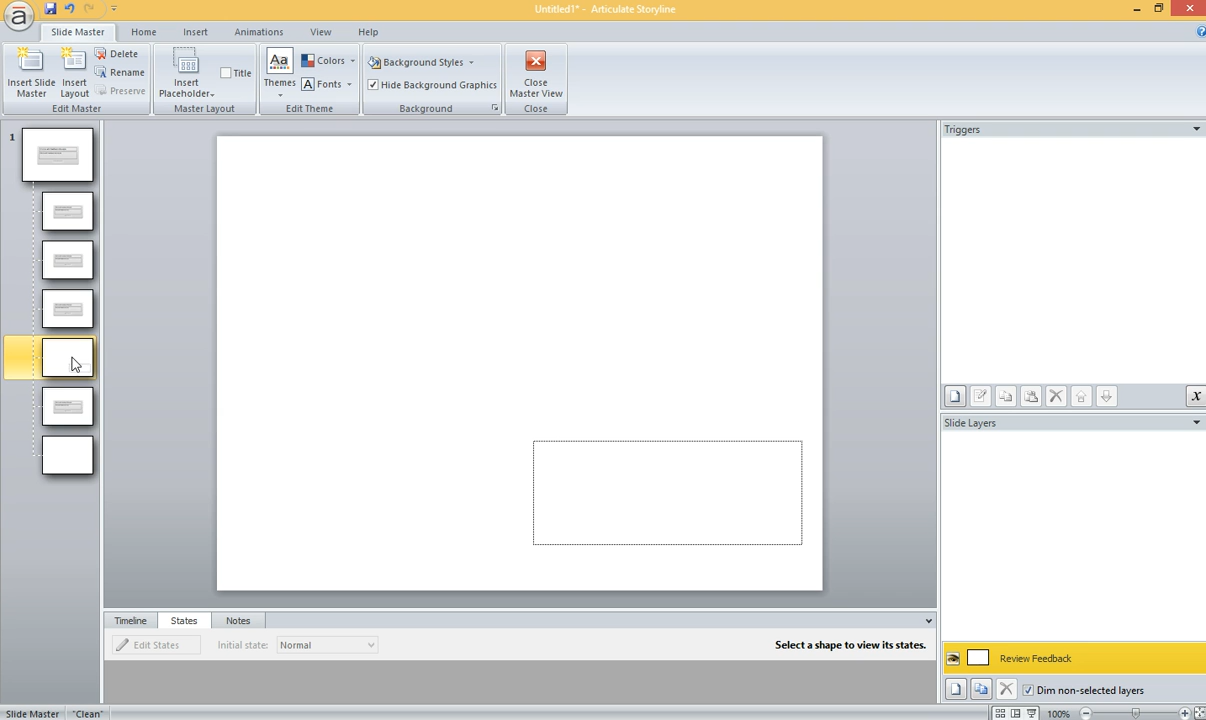 Untitled1* - Articulate Storyline
Slide Master
Home
Insert
Animations
View
Help
Insert Slide Master
Insert Layout
Delete
Rename
Preserve
Edit Master
Insert Placeholder
Title
Master Layout
Themes
Colors
Fonts
Edit Theme
Background Styles
Hide Background Graphics
Background
Close Master View
Close
1
Triggers
Slide Layers
Timeline
States
Notes
Edit States
Initial state:
Normal
Select a shape to view its states.
Review Feedback
Dim non-selected layers
Slide Master
"Clean"
100%